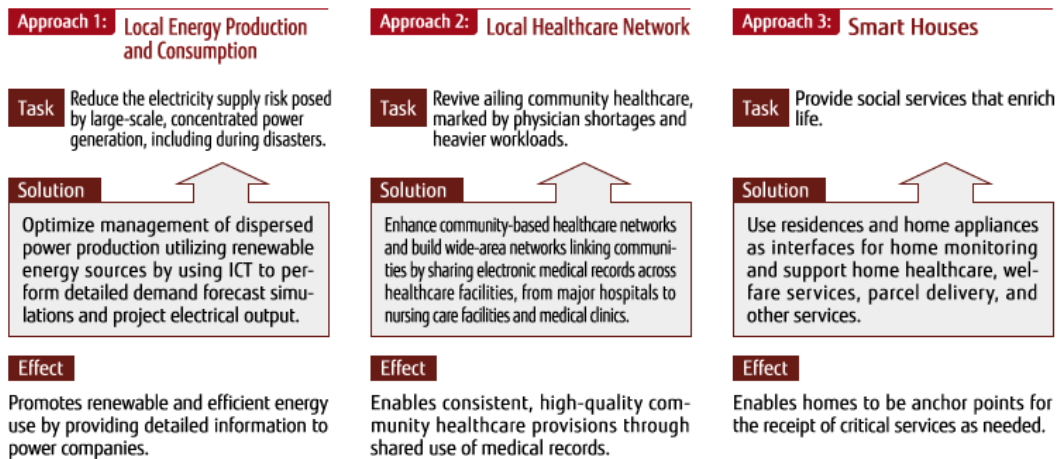 Approach 1:
Local Energy Production
and Consumption
Task
Reduce the electricity supply risk posed
by large-scale, concentrated power
generation, including during disasters.
Solution
Optimize management of dispersed
power production utilizing renewable
energy sources by using ICT to per-
form detailed demand forecast simu-
lations and project electrical output.
Effect
Promotes renewable and efficient energy
use by providing detailed information to
power companies.
Approach 2:
Local Healthcare Network
Task
Revive ailing community healthcare,
marked by physician shortages and
heavier workloads.
Solution
Enhance community-based healthcare networks
and build wide-area networks linking communi-
ties by sharing electronic medical records across
healthcare facilities, from major hospitals to
nursing care facilities and medical clinics.
Effect
Enables consistent, high-quality com-
munity healthcare provisions through
shared use of medical records.
Approach 3:
Smart Houses
Task
Provide social services that enrich
life.
Solution
Use residences and home appliances
as interfaces for home monitoring
and support home healthcare, wel-
fare services, parcel delivery, and
other services.
Effect
Enables homes to be anchor points for
the receipt of critical services as needed.